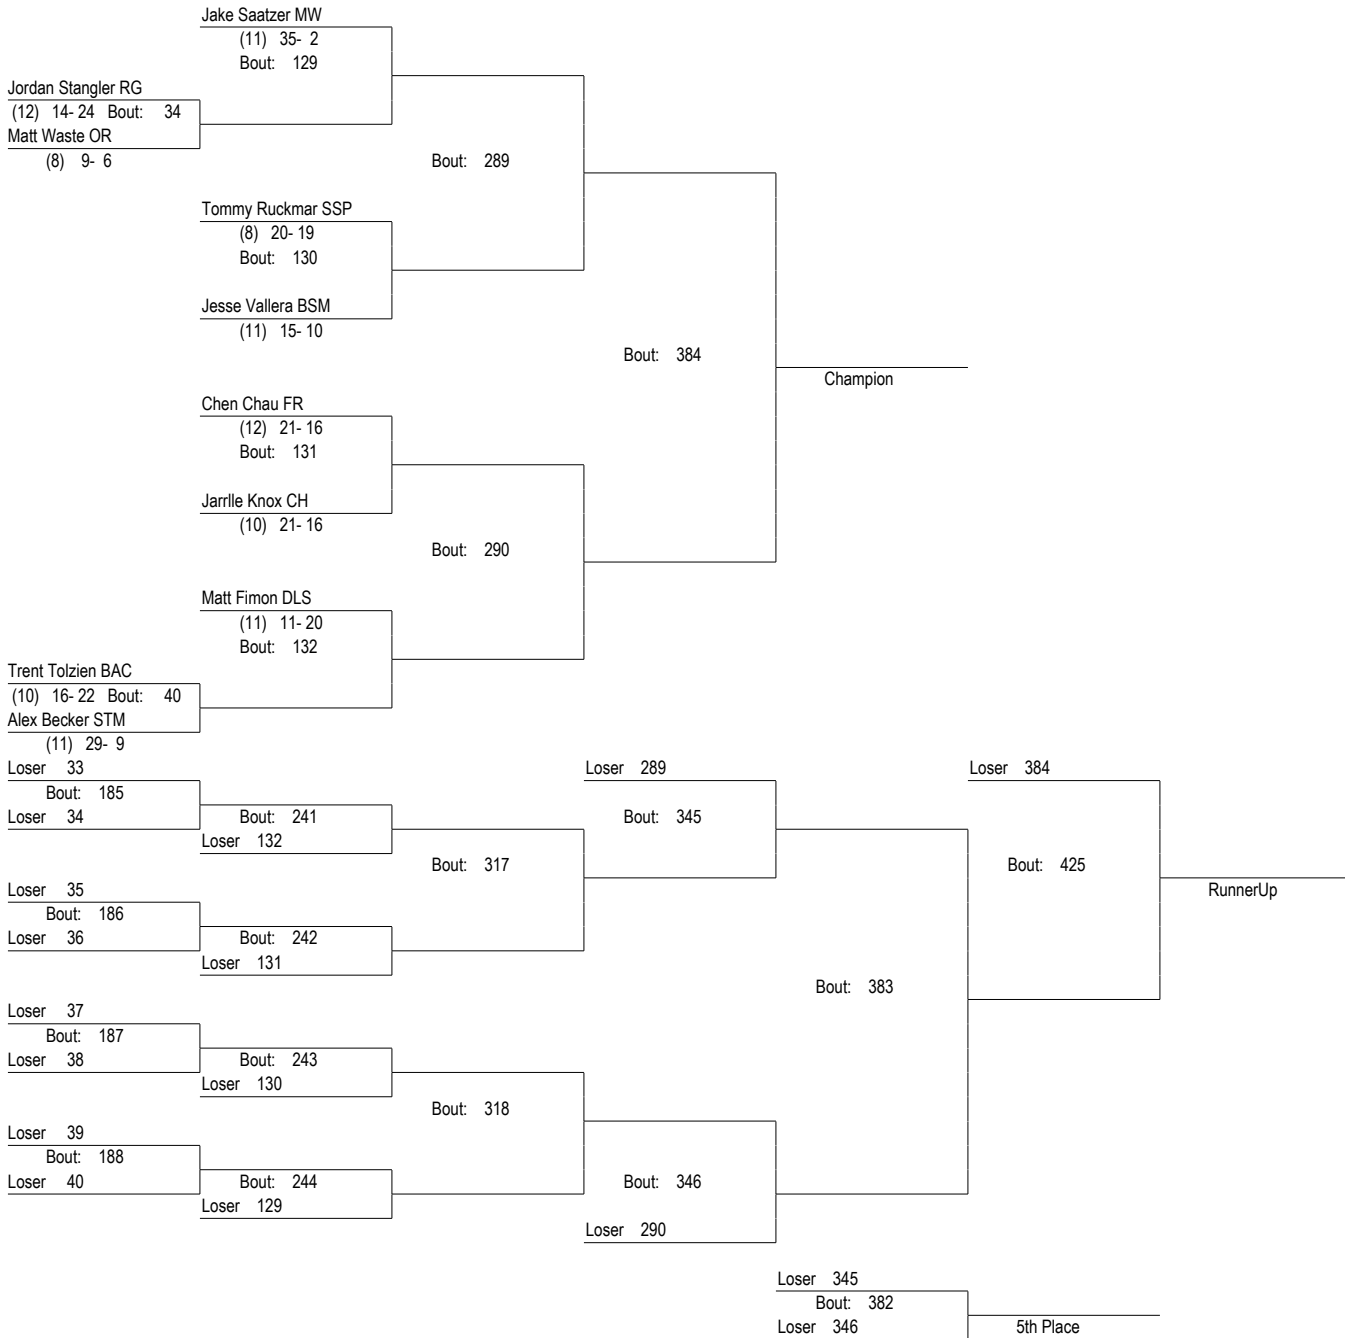 Jake Saatzer MW
(11) 35- 2
Bout: 129
Jordan Stangler RG
(12) 14- 24 Bout: 34
Matt Waste OR
(8) 9- 6
Bout: 289
Tommy Ruckmar SSP
(8) 20- 19
Bout: 130
Jesse Vallera BSM
(11) 15- 10
Bout: 384
Champion
Chen Chau FR
(12) 21- 16
Bout: 131
Jarrlle Knox CH
(10) 21- 16
Bout: 290
Matt Fimon DLS
(11) 11- 20
Bout: 132
Trent Tolzien BAC
(10) 16- 22 Bout: 40
Alex Becker STM
(11) 29- 9
Loser 33
Bout: 185
Loser 34
Bout: 241
Loser 132
Bout: 317
Loser 289
Bout: 345
Loser 384
Bout: 425
RunnerUp
Loser 35
Bout: 186
Loser 36
Bout: 242
Loser 131
Bout: 383
Loser 37
Bout: 187
Loser 38
Bout: 243
Loser 130
Bout: 318
Loser 39
Bout: 188
Loser 40
Bout: 244
Loser 129
Bout: 346
Loser 290
Loser 345
Bout: 382
Loser 346
5th Place